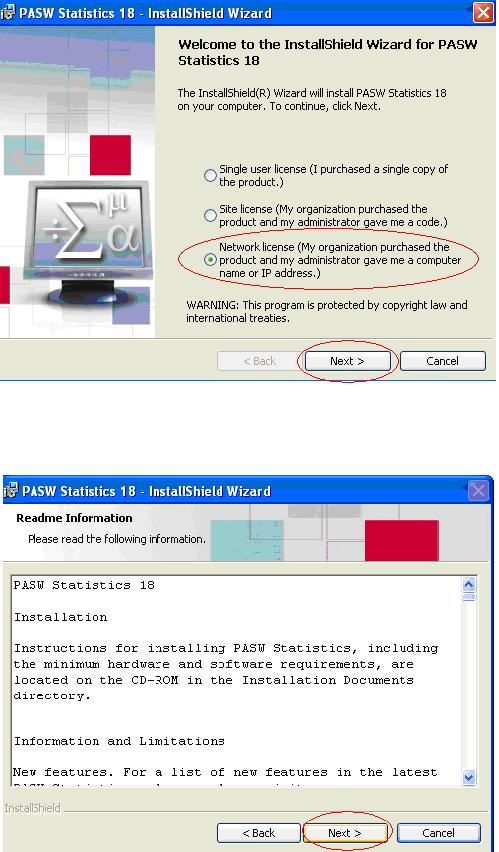 PASW Statistics 18 - InstallShield Wizard
Welcome to the InstallShield Wizard for PASW
Statistics 18
The InstallShield(R) Wizard will install PASW Statistics 18
on your computer. To continue, click Next.
Single user license (I purchased a single copy of
the product.)
Site license (My organization purchased the
product and my administrator gave me a code.)
Network license (My organization purchased the
product and my administrator gave me a computer
name or IP address.)
WARNING: This program is protected by copyright law and
international treaties.
< Back
Next >
Cancel
÷ Σ μ α
PASW Statistics 18 - InstallShield Wizard
Readme Information
Please read the following information.
PASW Statistics 18
Installation
Instructions for installing PASW Statistics, including
the minimum hardware and software requirements, are
located on the CD-ROM in the Installation Documents
directory.
Information and Limitations
New features. For a list of new features in the latest
PASW Statistics
InstallShield
< Back
Next >
Cancel